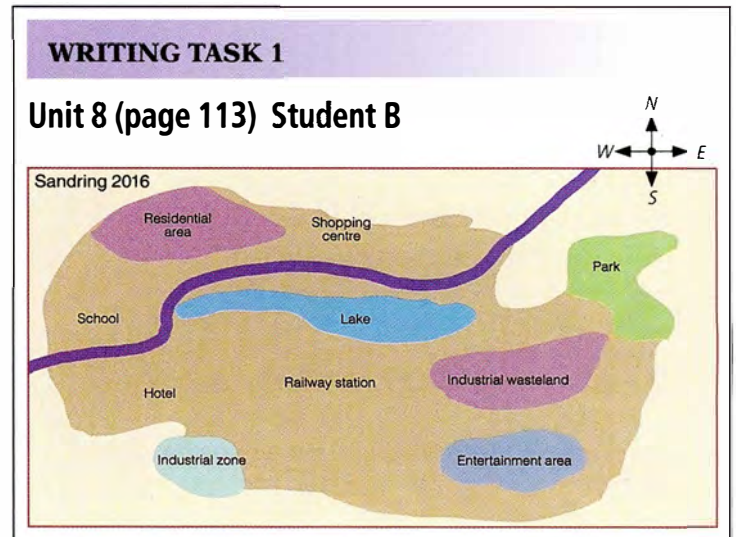 WRITING TASK 1
Unit 8 (page 113) Student B
N
W E
S
Sandring 2016
Residential
area
Shopping
centre
Park
School
Lake
Hotel
Railway station
Industrial wasteland
Industrial zone
Entertainment area